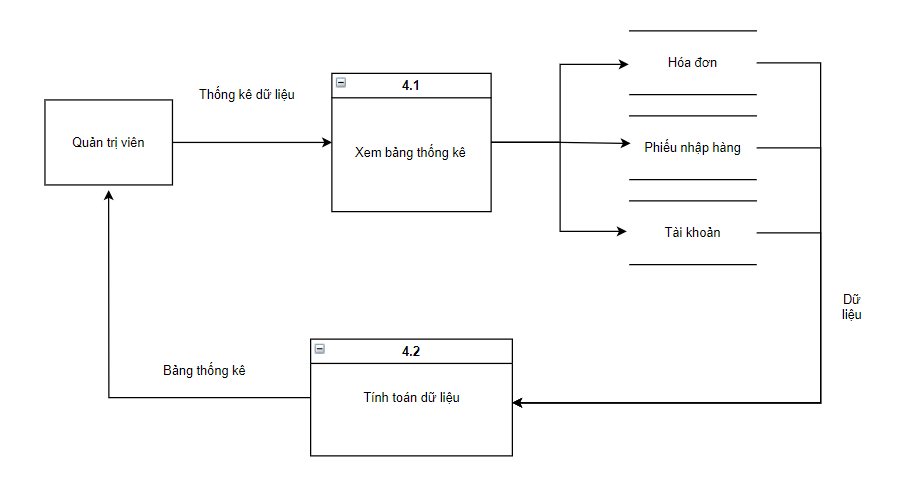 Thống kê dữ liệu
4.1
Xem bảng thống kê
Quản trị viên
Hóa đơn
Phiếu nhập hàng
Tài khoản
Dữ
liệu
4.2
Tính toán dữ liệu
Bảng thống kê